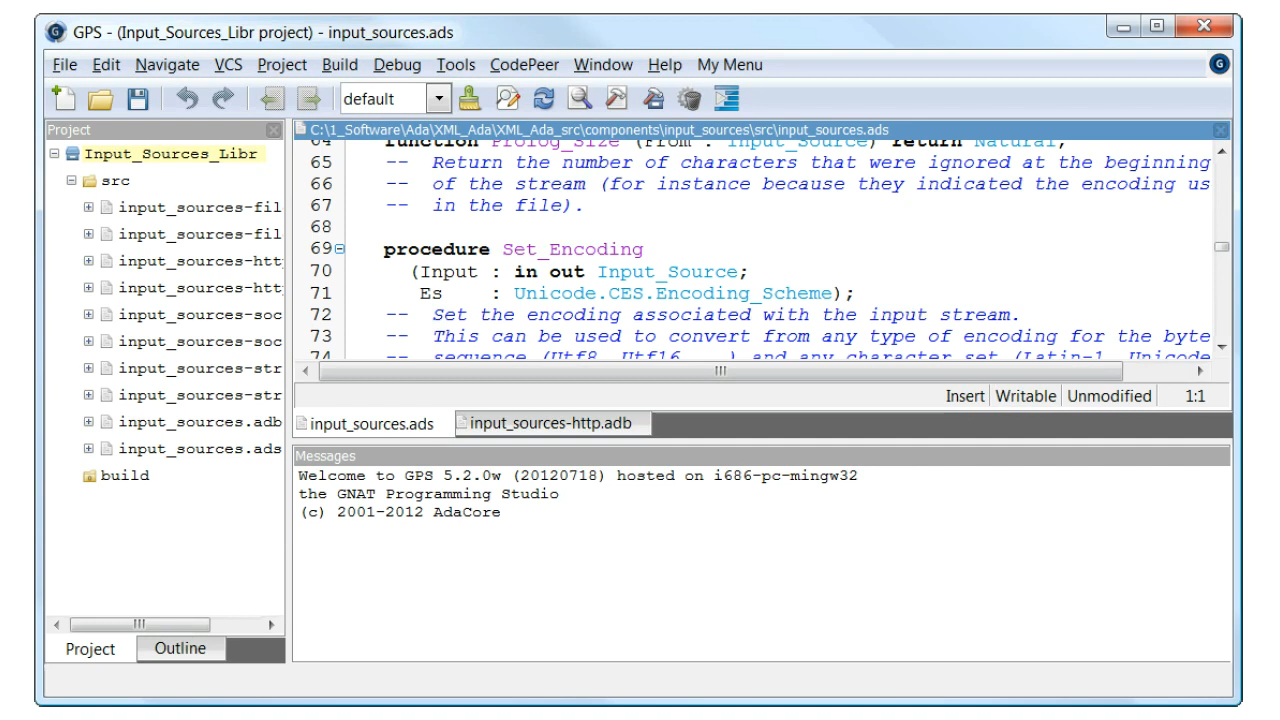 GPS - (Input_Sources_Libr project) - input_sources.ads
File Edit Navigate VCS Project Build Debug Tools CodePeer Window Help My Menu
default
Project
Input_Sources_Libr
src
input_sources-fil
input_sources-fil
input_sources-htt
input_sources-htt
input_sources-soc
input_sources-soc
input_sources-str
input_sources-str
input_sources.adb
input_sources.ads
build
Project Outline
C:\1_Software\Ada\XML_Ada\XML_Ada_src\components\input_sources\src\input_sources.ads
64 function Prolog_Size (From : Input_Source) return Natural;
65 -- Return the number of characters that were ignored at the beginning
66 -- of the stream (for instance because they indicated the encoding us
67 -- in the file).
68
69 procedure Set_Encoding
70 (Input : in out Input_Source;
71 Es : Unicode.CES.Encoding_Scheme);
72 -- Set the encoding associated with the input stream.
73 -- This can be used to convert from any type of encoding for the byte
74 -- sequence (Utf8, Utf16, ...) and any character set (Latin-1, Unicode
Insert Writable Unmodified 1:1
input_sources.ads input_sources-http.adb
Messages
Welcome to GPS 5.2.0w (20120718) hosted on i686-pc-mingw32
the GNAT Programming Studio
(c) 2001-2012 AdaCore